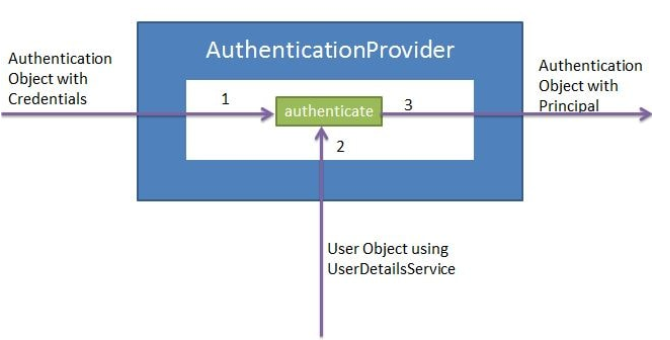 AuthenticationProvider
Authentication
Object with
Credentials
1
authenticate
3
2
Authentication
Object with
Principal
User Object using
UserDetailsService